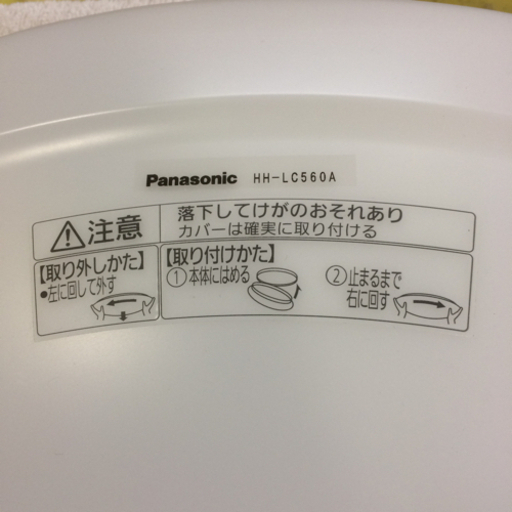 Panasonic HH-LC560A
注意
落下してけがのおそれあり
カバーは確実に取り付ける
【取り外しかた】
●左に回して外す
【取り付けかた】
①本体にはめる
②止まるまで
右に回す